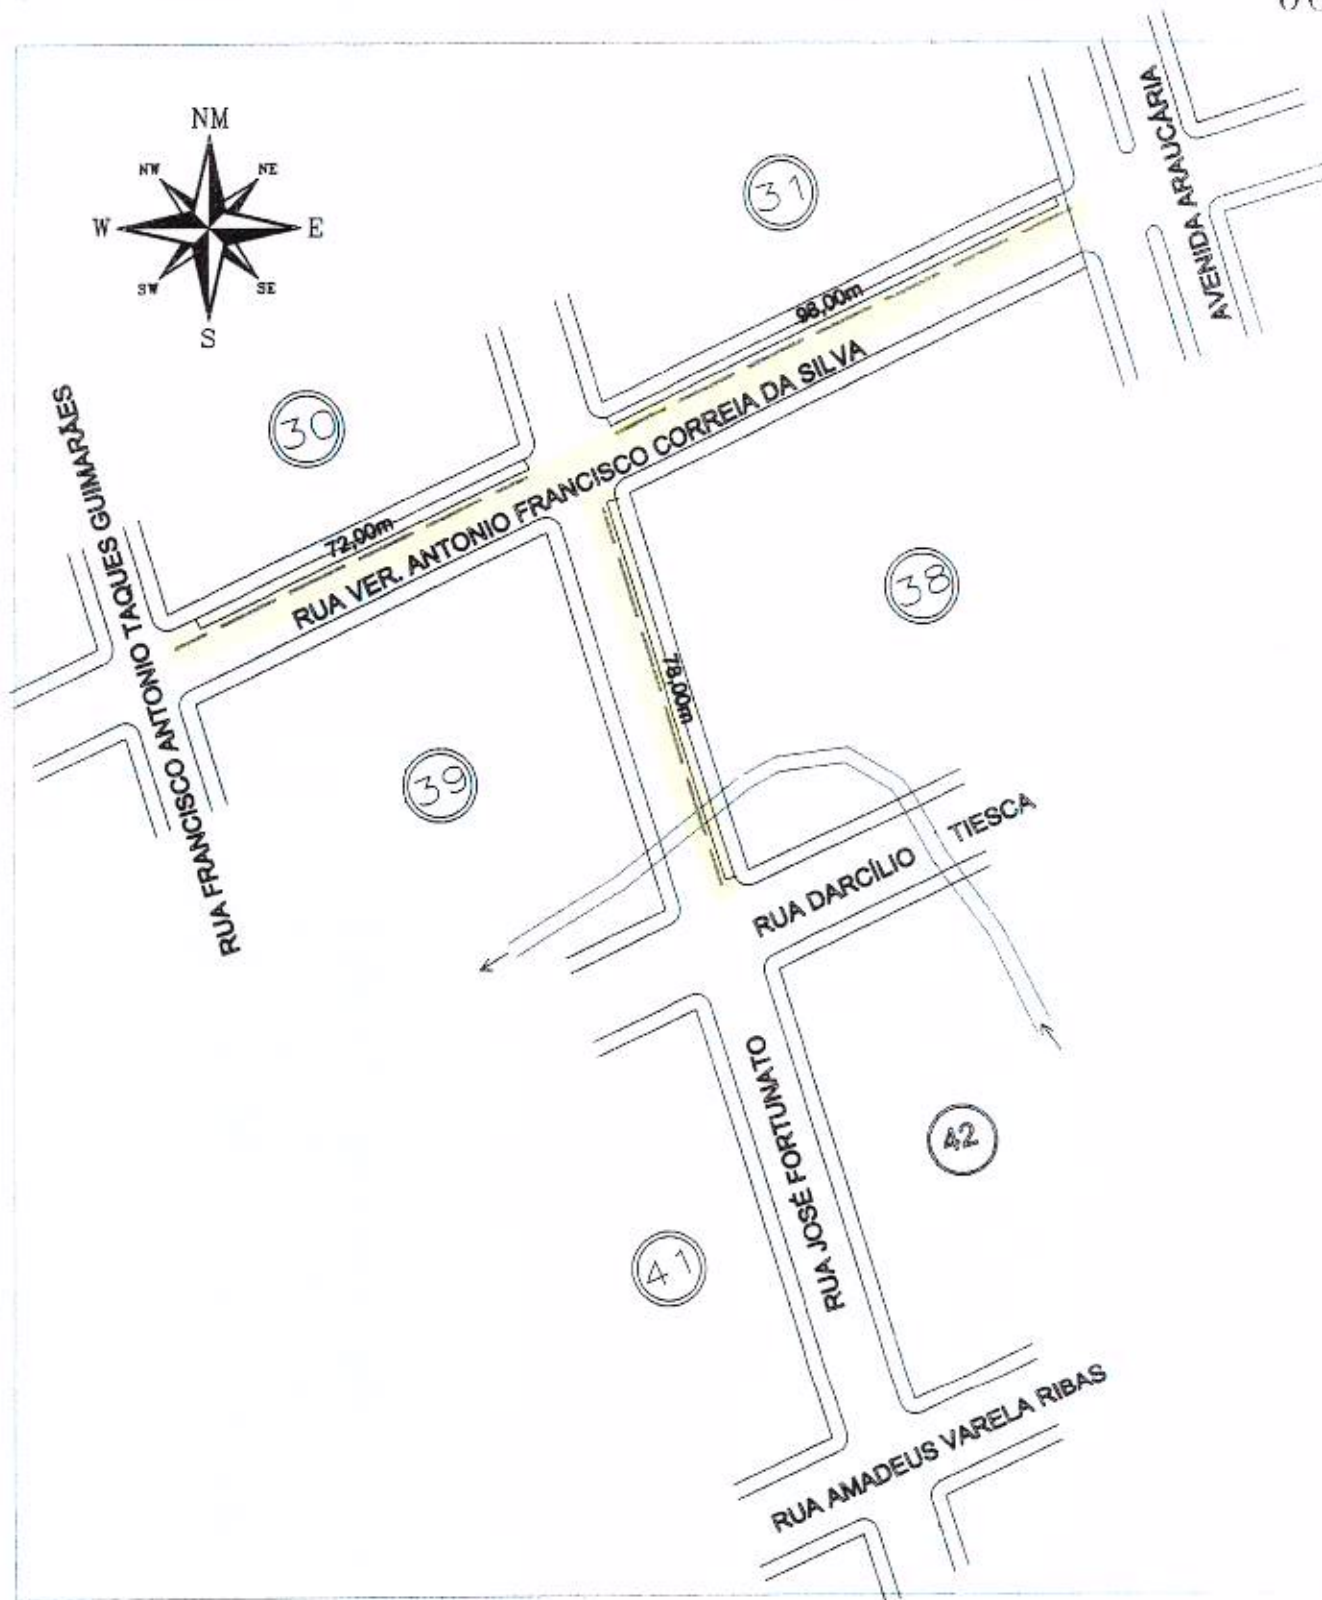 NM
NW NE
W E
SW SE
S
31
AVENIDA ARAUCÁRIA
98,00m
30
RUA VER. ANTONIO FRANCISCO CORREIA DA SILVA
72,00m
RUA FRANCISCO ANTONIO TAQUES GUIMARAES
38
78,00m
39
RUA DARCÍLIO TIESCA
RUA JOSÉ FORTUNATO
42
41
RUA AMADEUS VARELA RIBAS